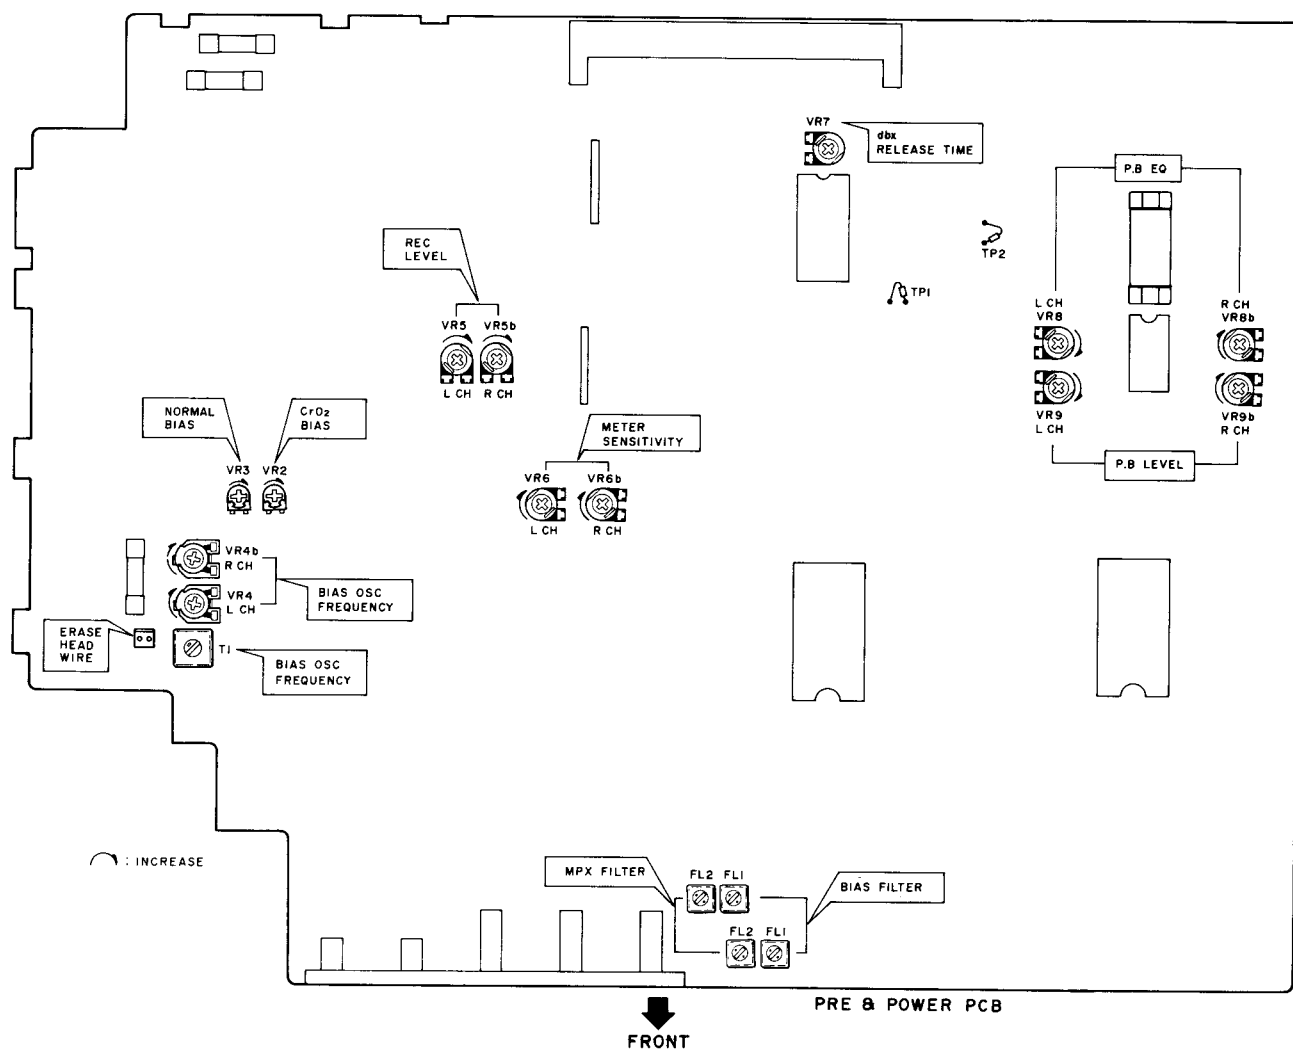 VR7
dbx
RELEASE TIME
P.B EQ
TP2
TP1
REC
LEVEL
L CH
VR8
R CH
VR8b
VR5
VR5b
L CH
R CH
NORMAL
BIAS
CrO2
BIAS
METER
SENSITIVITY
VR9
L CH
VR9b
R CH
P.B LEVEL
VR3
VR2
VR6
VR6b
L CH
R CH
VR4b
R CH
VR4
L CH
BIAS OSC
FREQUENCY
ERASE
HEAD
WIRE
T1
BIAS OSC
FREQUENCY
: INCREASE
MPX FILTER
FL2
FL1
BIAS FILTER
FL2
FL1
PRE & POWER PCB
FRONT